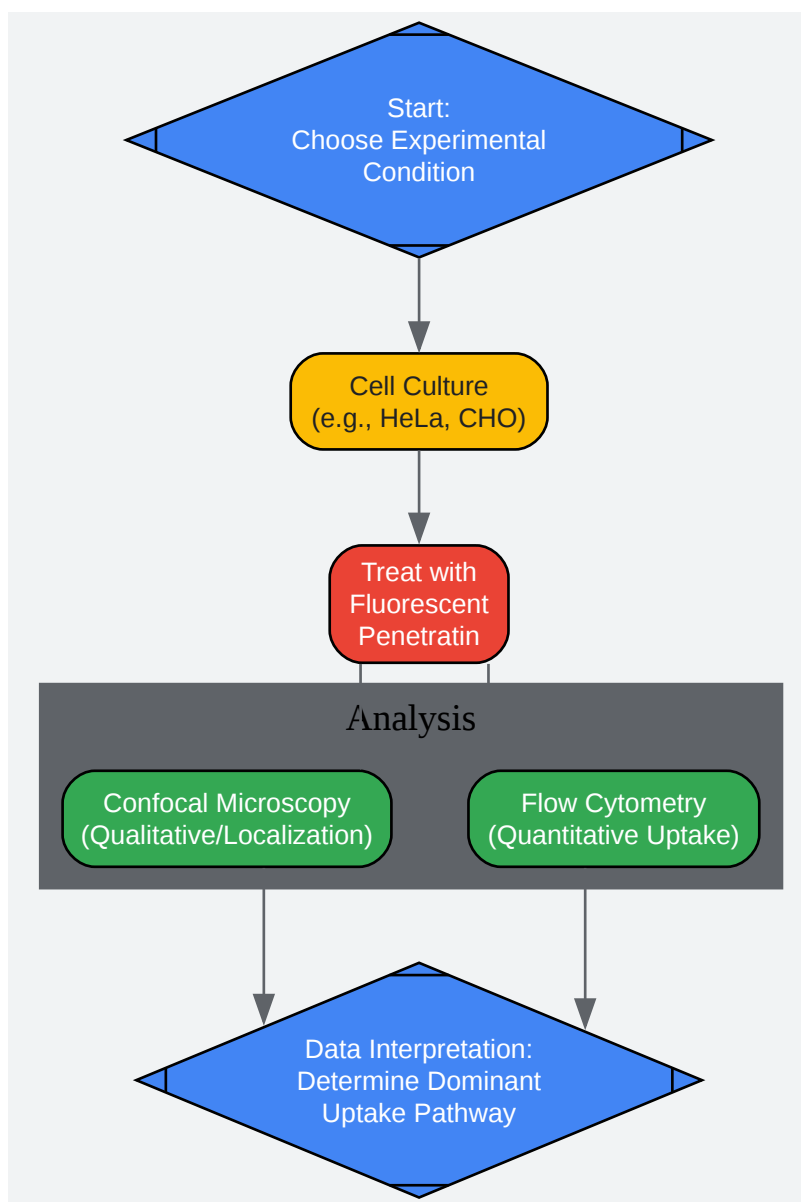 Start:
Choose Experimental
Condition
Cell Culture
(e.g., HeLa, CHO)
Treat with
Fluorescent
Penetratin
Analysis
Confocal Microscopy
(Qualitative/Localization)
Flow Cytometry
(Quantitative Uptake)
Data Interpretation:
Determine Dominant
Uptake Pathway